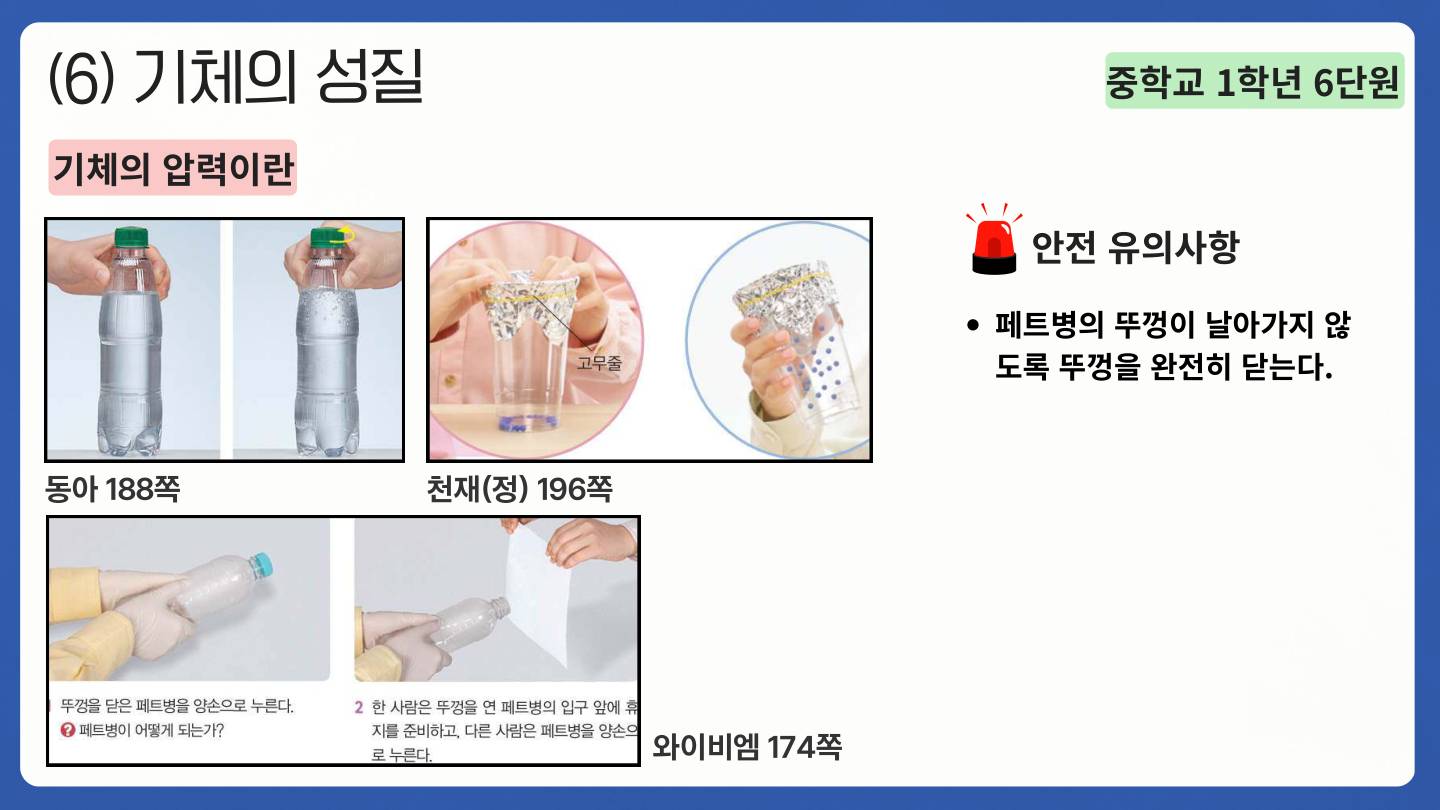 (6) 기체의 성질
중학교 1학년 6단원
기체의 압력이란
고무줄
동아 188쪽
천재(정) 196쪽
안전 유의사항
• 페트병의 뚜껑이 날아가지 않
도록 뚜껑을 완전히 닫는다.
뚜껑을 닫은 페트병을 양손으로 누른다.
? 페트병이 어떻게 되는가?
2 한 사람은 뚜껑을 연 페트병의 입구 앞에 휴
지를 준비하고, 다른 사람은 페트병을 양손으
로 누른다.
와이비엠 174쪽